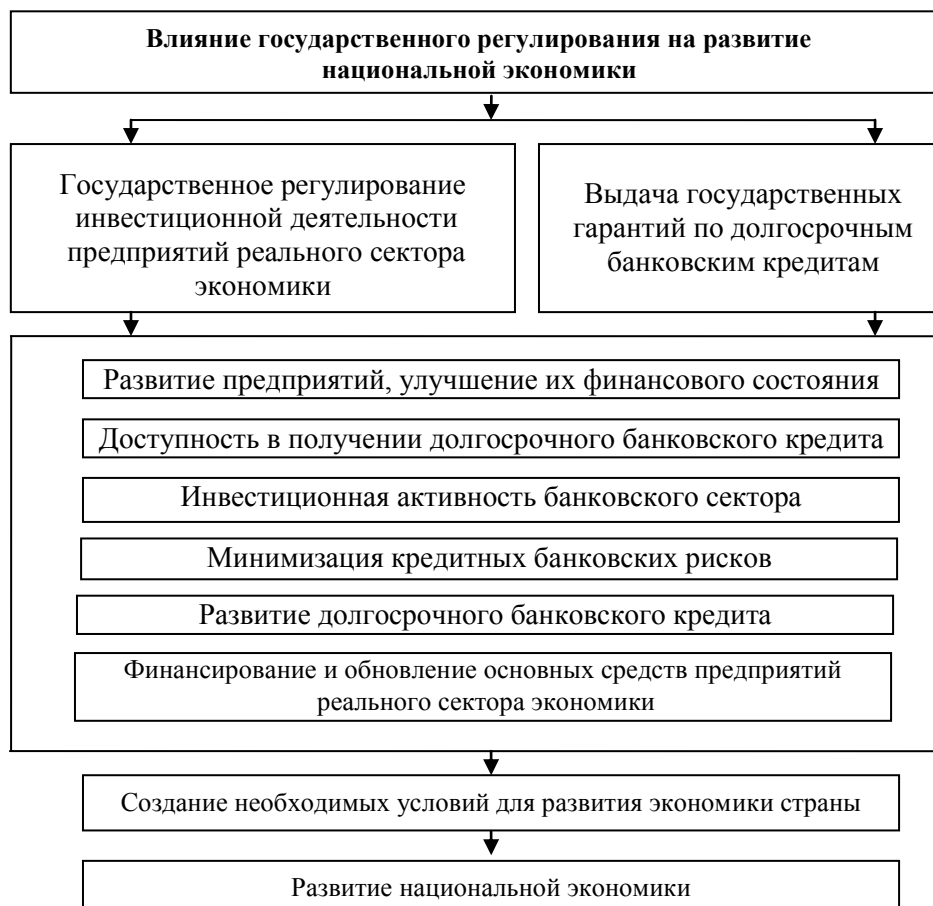 Влияние государственного регулирования на развитие
национальной экономики
Государственное регулирование
инвестиционной деятельности
предприятий реального сектора
экономики
Выдача государственных
гарантий по долгосрочным
банковским кредитам
Развитие предприятий, улучшение их финансового состояния
Доступность в получении долгосрочного банковского кредита
Инвестиционная активность банковского сектора
Минимизация кредитных банковских рисков
Развитие долгосрочного банковского кредита
Финансирование и обновление основных средств предприятий
реального сектора экономики
Создание необходимых условий для развития экономики страны
Развитие национальной экономики